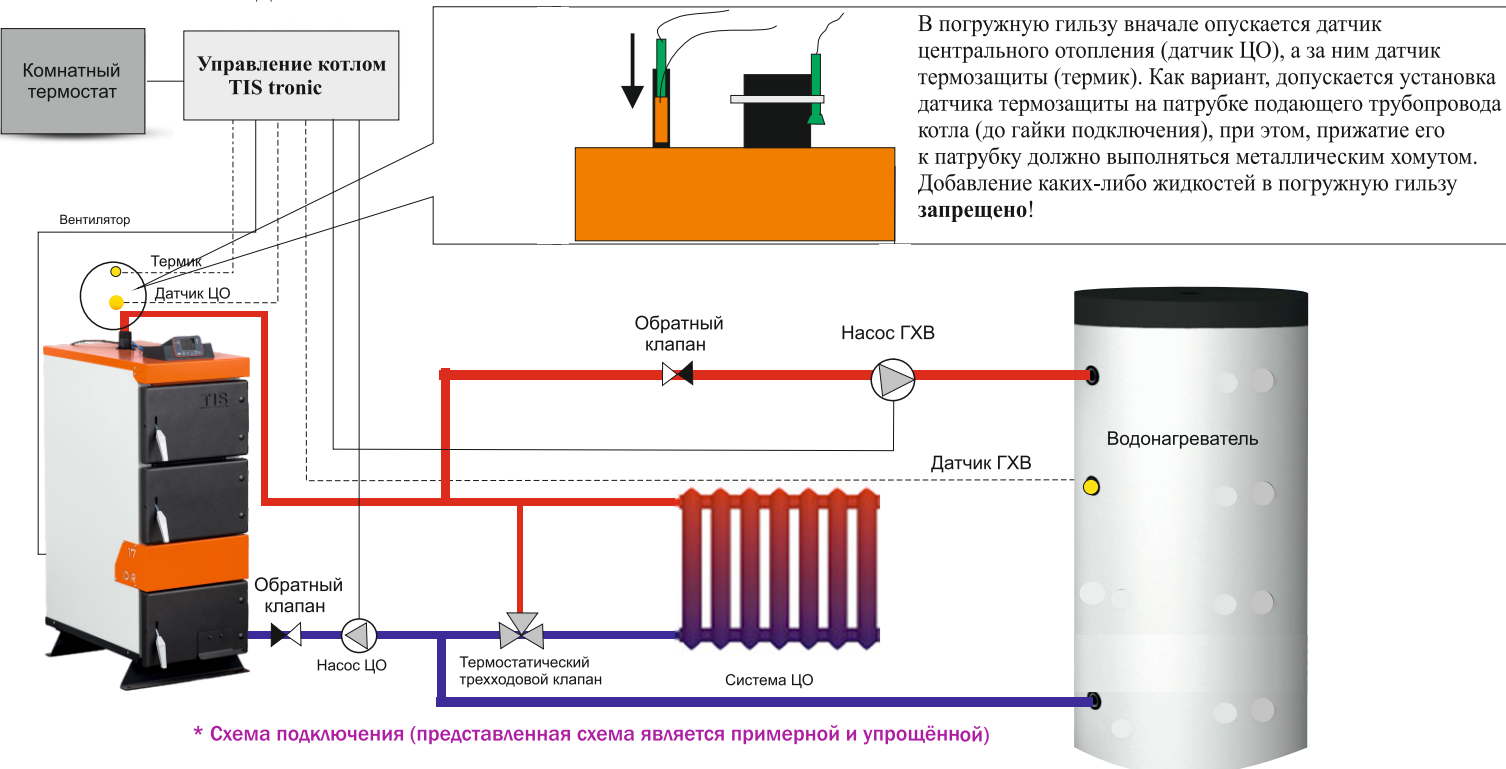 Комнатный
термостат
Управление котлом
TIS tronic
В погружную гильзу вначале опускается датчик
центрального отопления (датчик ЦО), а за ним датчик
термозащиты (термик). Как вариант, допускается установка
датчика термозащиты на патрубке подающего трубопровода
котла (до гайки подключения), при этом, прижатие его
к патрубку должно выполняться металлическим хомутом.
Добавление каких-либо жидкостей в погружную гильзу
запрещено!
Вентилятор
Термик
Датчик ЦО
Обратный
клапан
Насос ГХВ
TIS
Водонагреватель
Датчик ГХВ
17
Обратный
клапан
Насос ЦО
Термостатический
трехходовой клапан
Система ЦО
* Схема подключения (представленная схема является примерной и упрощённой)